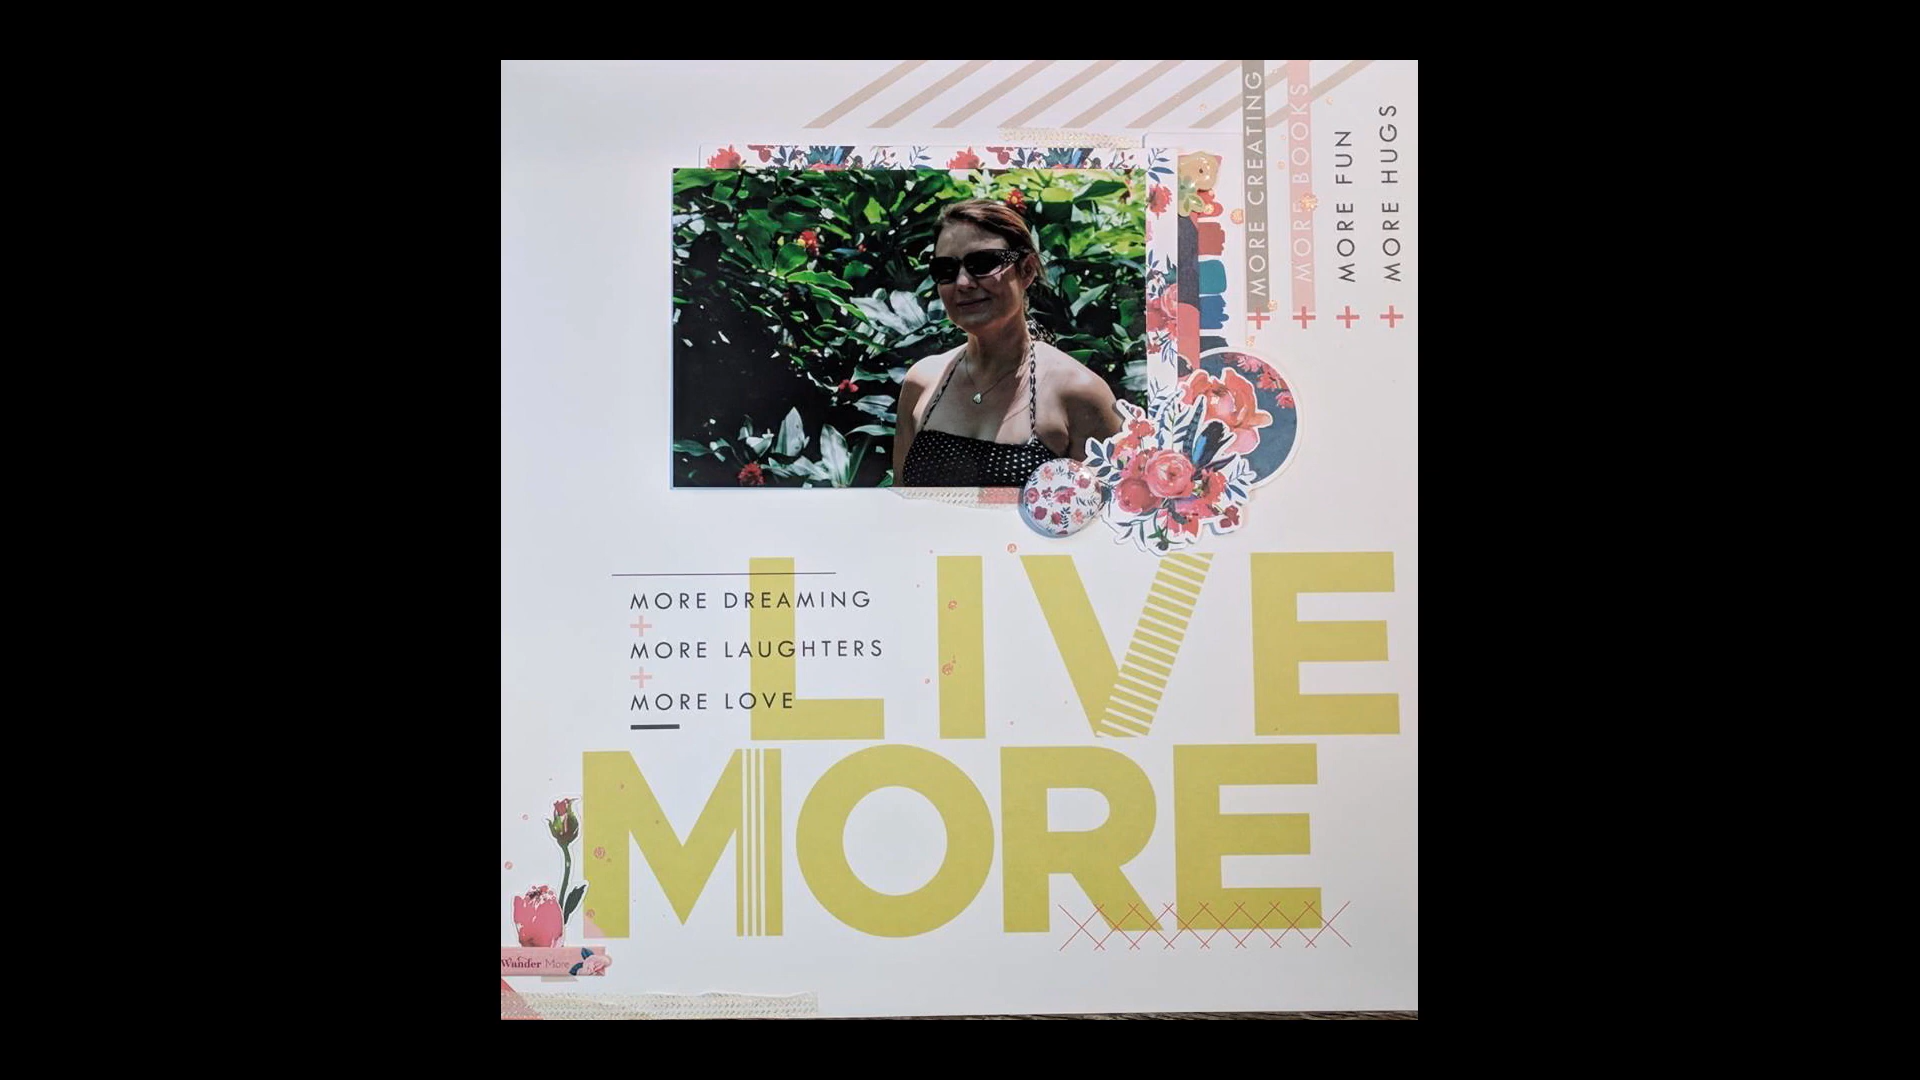 MORE CREATING
MORE BOOKS
MORE FUN
MORE HUGS
LIVE
MORE DREAMING
+
MORE LAUGHTERS
+
MORE LOVE
MORE
Wander More